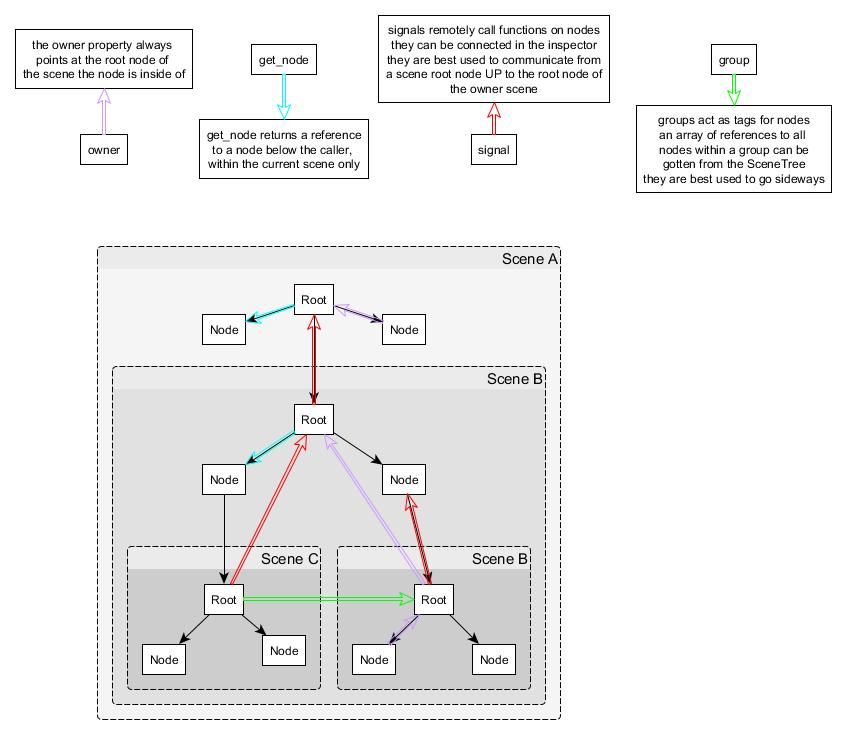 the owner property always
points at the root node of
the scene the node is inside of
owner
get_node
get_node returns a reference
to a node below the caller,
within the current scene only
signals remotely call functions on nodes
they can be connected in the inspector
they are best used to communicate from
a scene root node UP to the root node of
the owner scene
signal
group
groups act as tags for nodes
an array of references to all
nodes within a group can be
gotten from the SceneTree
they are best used to go sideways
Scene A
Root
Node
Node
Scene B
Root
Node
Node
Scene C
Root
Node
Node
Scene B
Root
Node
Node